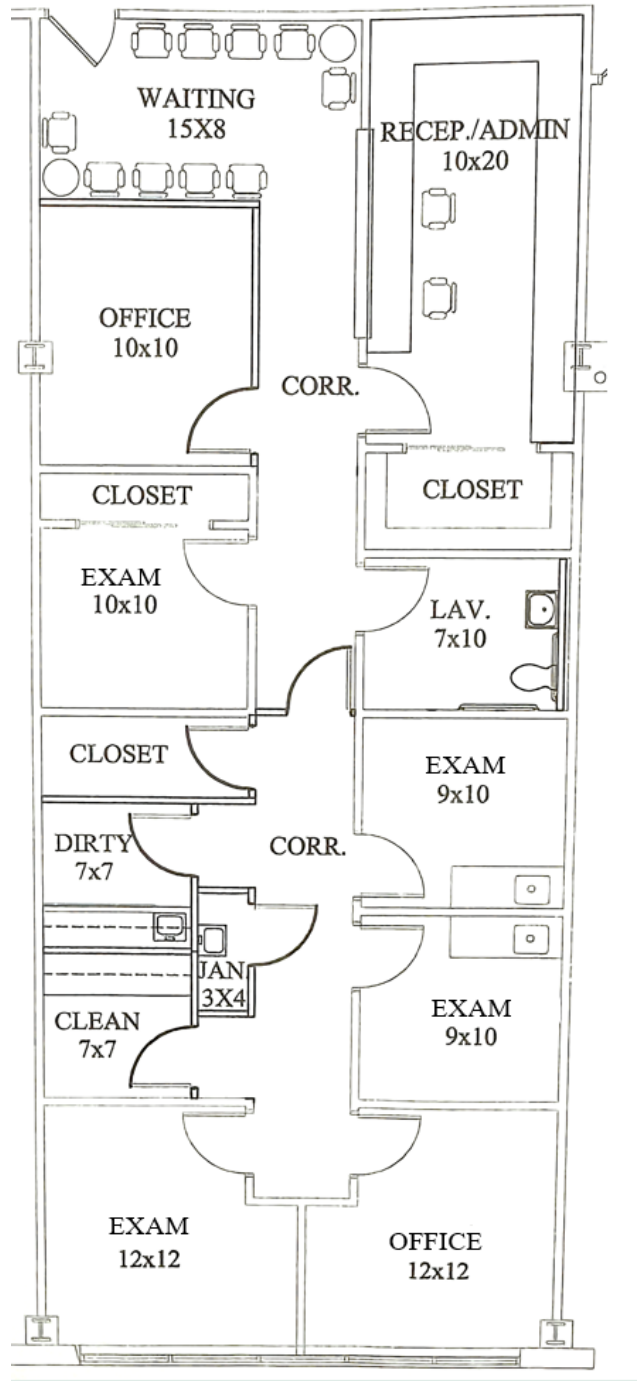 WAITING
15X8
RECEP./ADMIN
10x20
OFFICE
10x10
CORR.
CLOSET
CLOSET
EXAM
10x10
LAV.
7x10
CLOSET
EXAM
9x10
DIRTY
7x7
CORR.
JAN
3X4
CLEAN
7x7
EXAM
9x10
EXAM
12x12
OFFICE
12x12